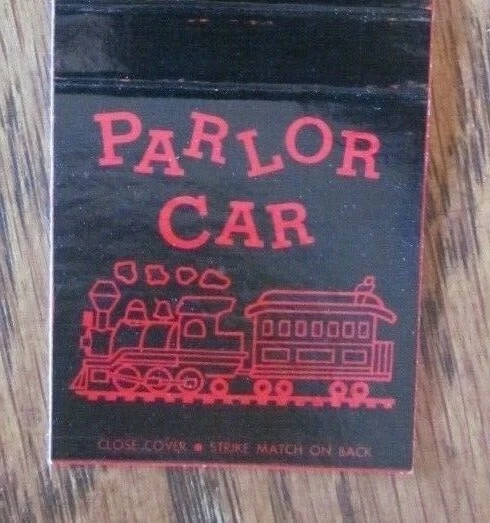 PARLOR
CAR
CLOSE COVER ● STRIKE MATCH ON BACK